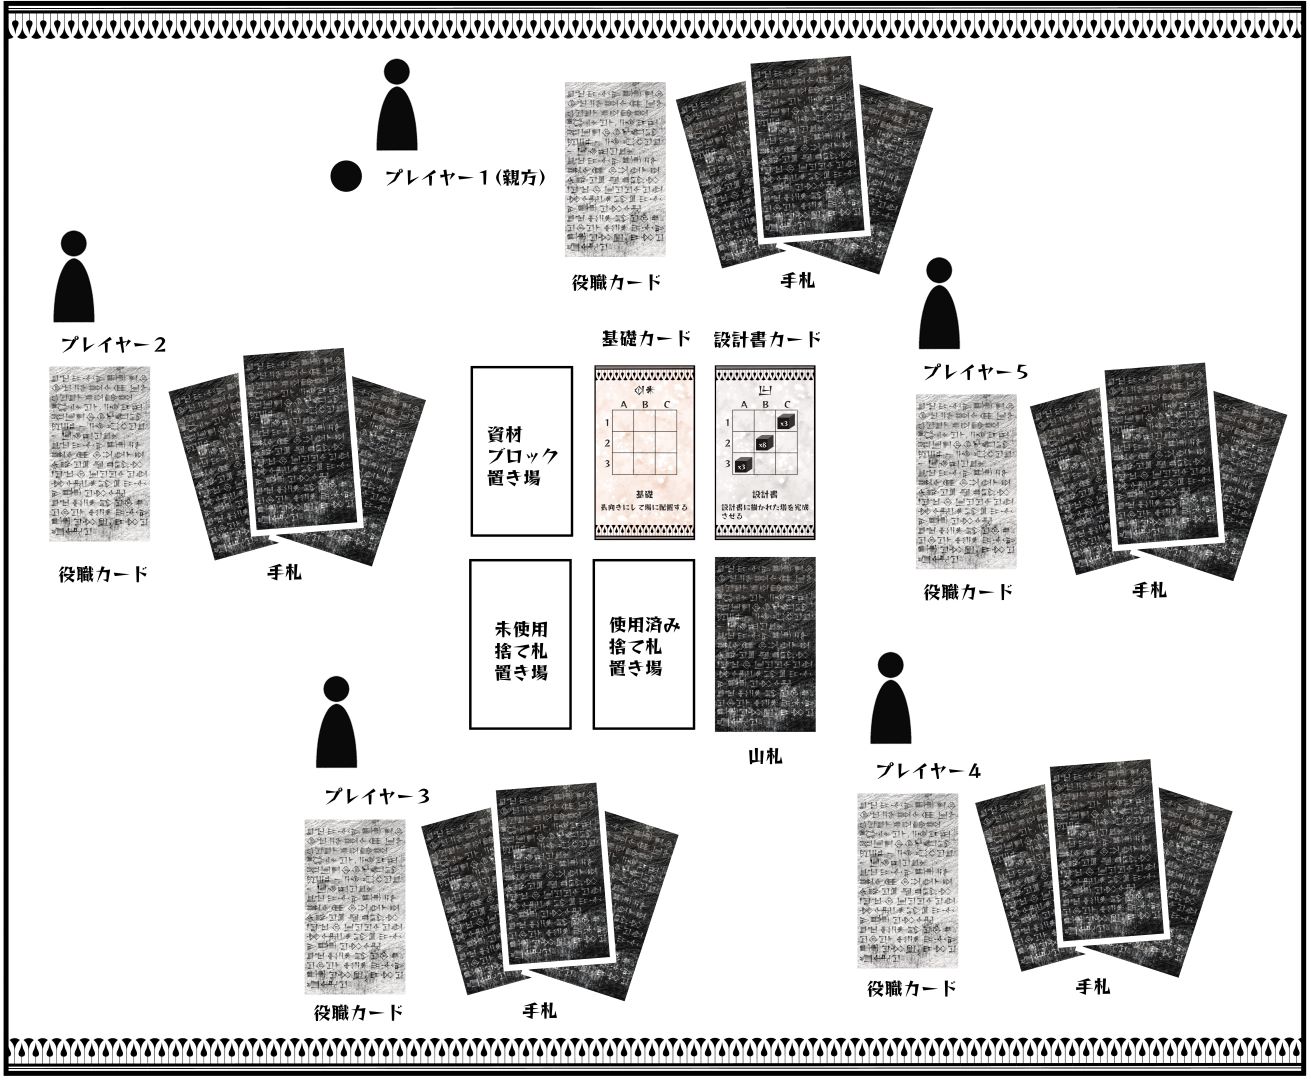 プレイヤー1(親方)
役職カード
手札
プレイヤー2
役職カード
手札
基礎カード
設計書カード
資材
ブロック
置き場
A B C
1
2
3
基礎
表向きにして場に配置する
A B C
1 x3
2 x6
3 x3
設計書
設計書に描かれた塔を完成
させる
プレイヤー5
役職カード
手札
未使用
捨て札
置き場
使用済み
捨て札
置き場
山札
プレイヤー3
役職カード
手札
プレイヤー4
役職カード
手札